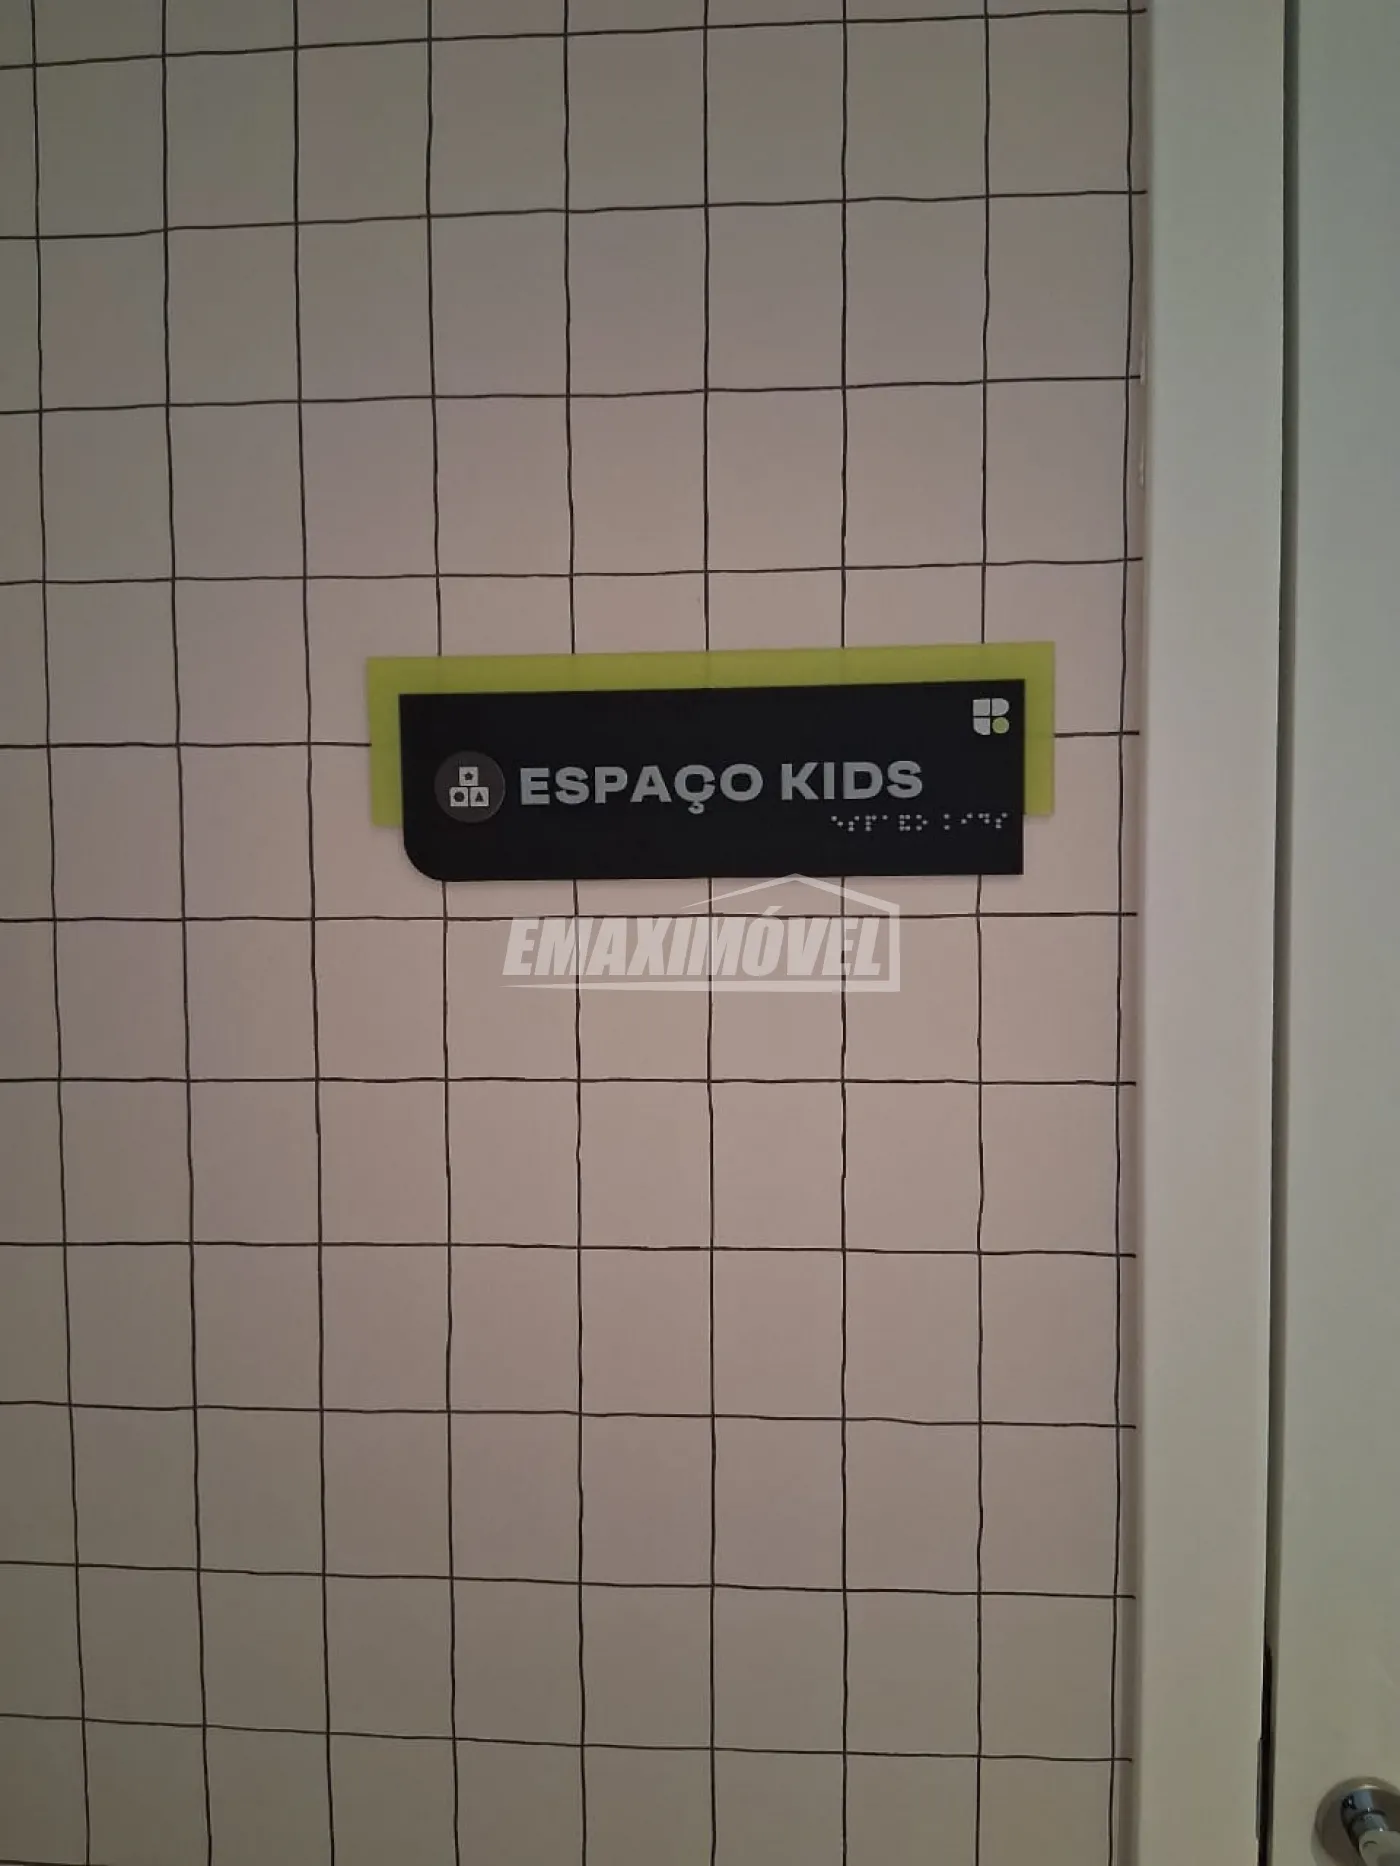 ESPAÇO KIDS
⠑⠎⠏⠁⠯⠕ ⠅⠊⠙⠎
EMAXIMÓVEL